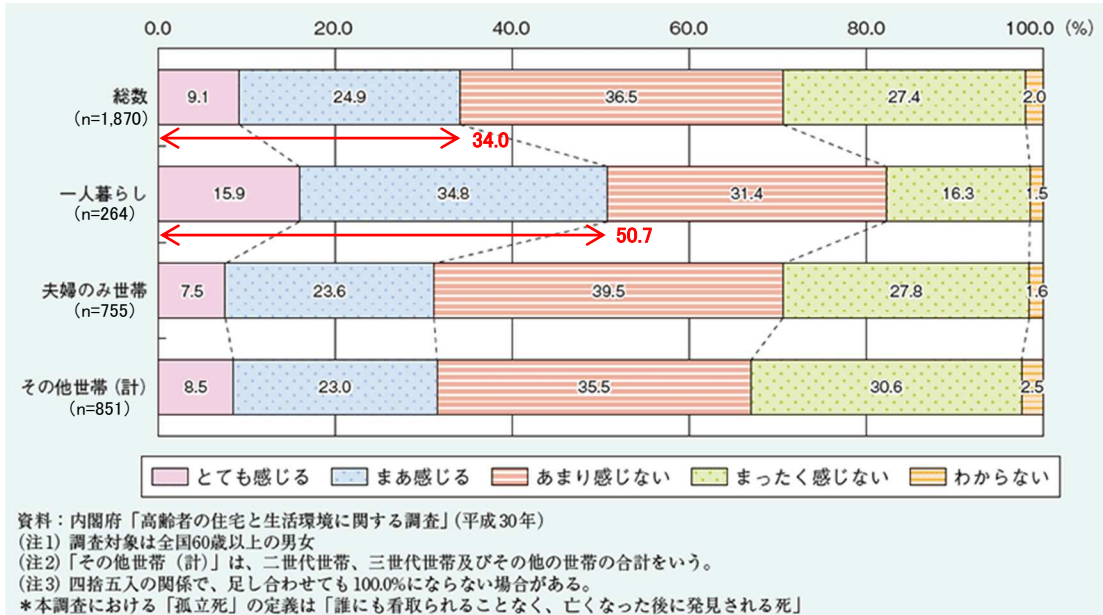 0.0 20.0 40.0 60.0 80.0 100.0 (%)
総数 9.1 24.9 36.5 27.4 2.0
(n=1,870)
34.0
一人暮らし 15.9 34.8 31.4 16.3 1.5
(n=264)
50.7
夫婦のみ世帯 7.5 23.6 39.5 27.8 1.6
(n=755)
その他世帯(計) 8.5 23.0 35.5 30.6 2.5
(n=851)
とても感じる まあ感じる あまり感じない まったく感じない わからない
資料:内閣府「高齢者の住宅と生活環境に関する調査」(平成30年)
(注1) 調査対象は全国60歳以上の男女
(注2)「その他世帯(計)」は、二世代世帯、三世代世帯及びその他の世帯の合計をいう。
(注3) 四捨五入の関係で、足し合わせても100.0%にならない場合がある。
*本調査における「孤立死」の定義は「誰にも看取られることなく、亡くなった後に発見される死」